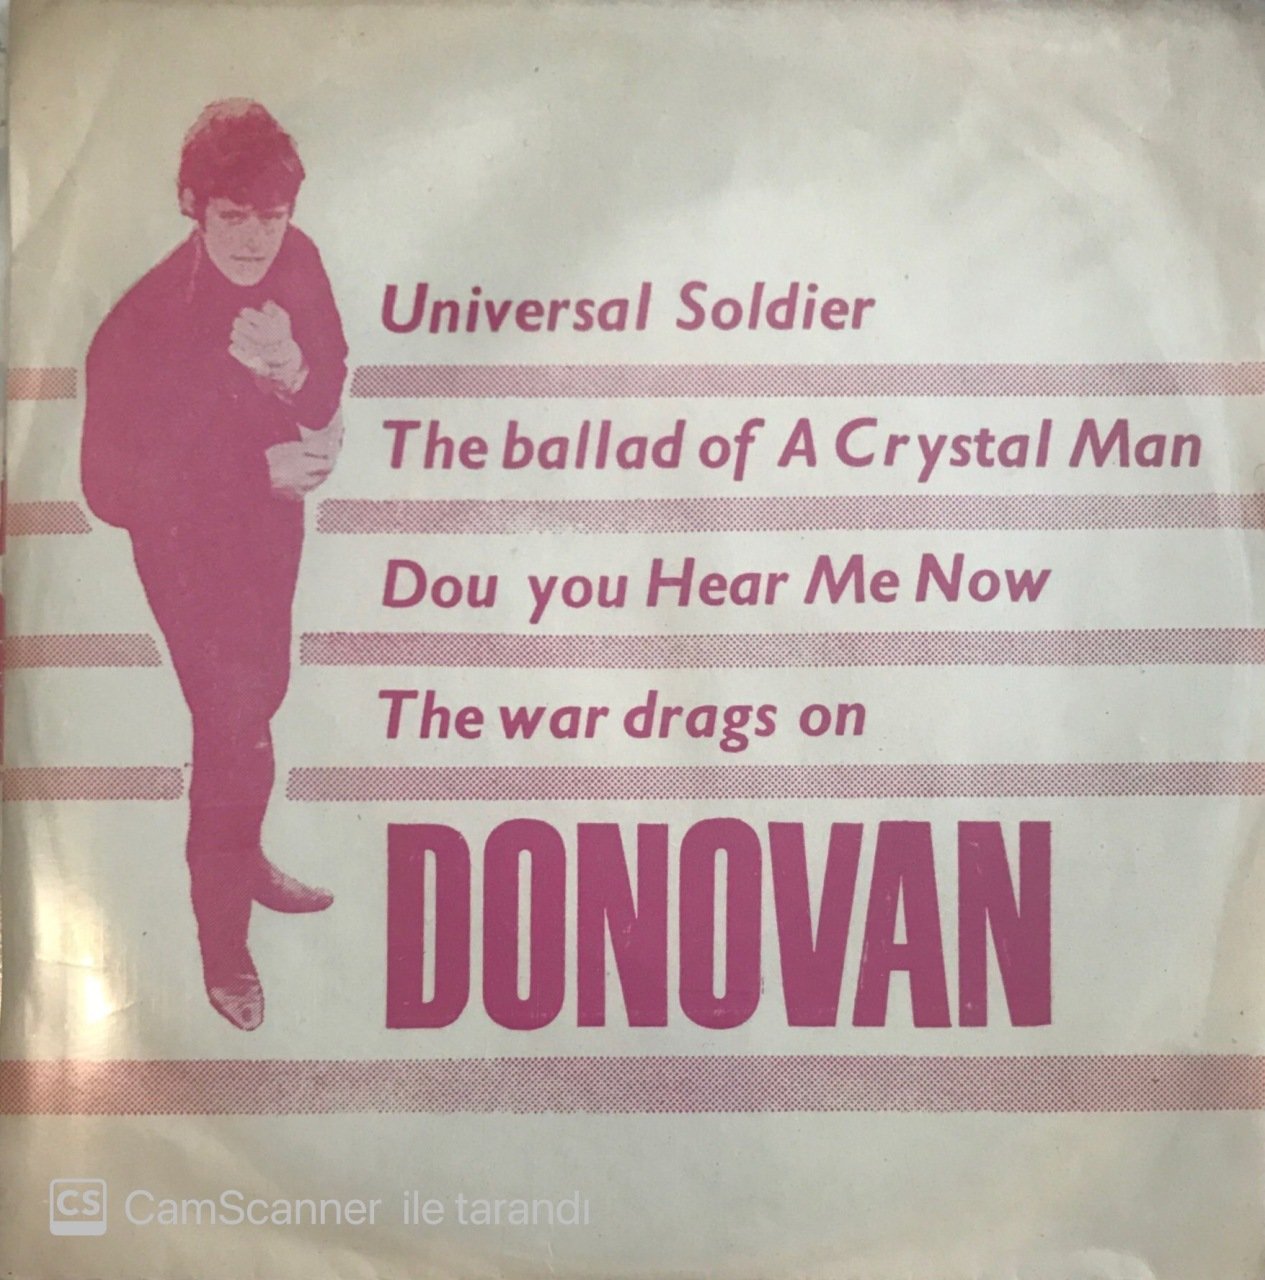 Universal Soldier
The ballad of A Crystal Man
Dou you Hear Me Now
The war drags on
DONOVAN
CS CamScanner ile tarandı